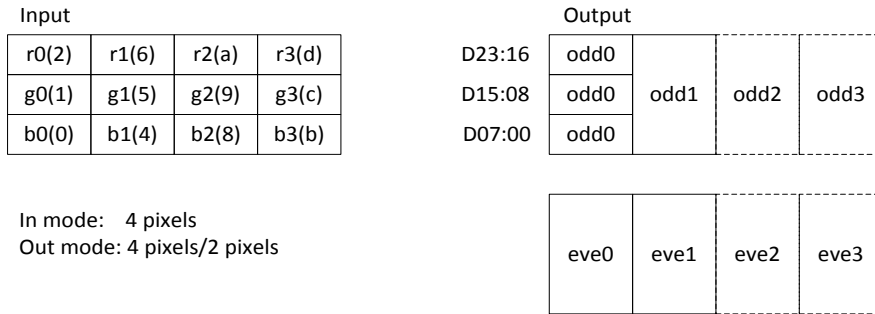 Input
r0(2) r1(6) r2(a) r3(d)
g0(1) g1(5) g2(9) g3(c)
b0(0) b1(4) b2(8) b3(b)
In mode: 4 pixels
Out mode: 4 pixels/2 pixels
Output
D23:16 odd0
D15:08 odd0 odd1 odd2 odd3
D07:00 odd0
eve0 eve1 eve2 eve3